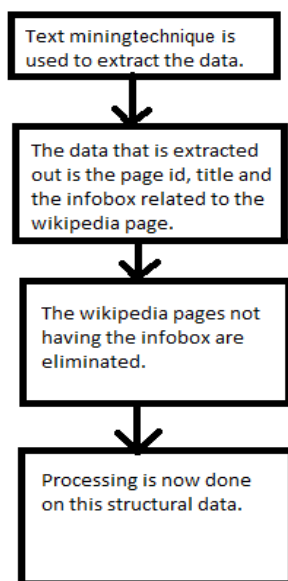 Text miningtechnique is
used to extract the data.
The data that is extracted
out is the page id, title and
the infobox related to the
wikipedia page.
The wikipedia pages not
having the infobox are
eliminated.
Processing is now done
on this structural data.